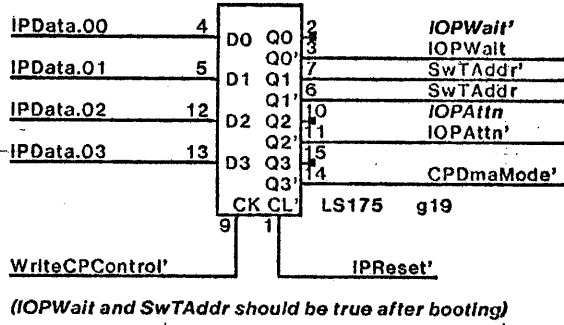 IPData.00 4 D0 Q0 2 IOPWait'
Q0' 3 IOPWait
IPData.01 5 D1 Q1 7 SwTAddr'
Q1' 6 SwTAddr
IPData.02 12 D2 Q2 10 IOPAttn
Q2' 11 IOPAttn'
IPData.03 13 D3 Q3 15
Q3' 14 CPDmaMode'
CK CL' LS175 g19
9 1
WriteCPControl' IPReset'
(IOPWait and SwTAddr should be true after booting)